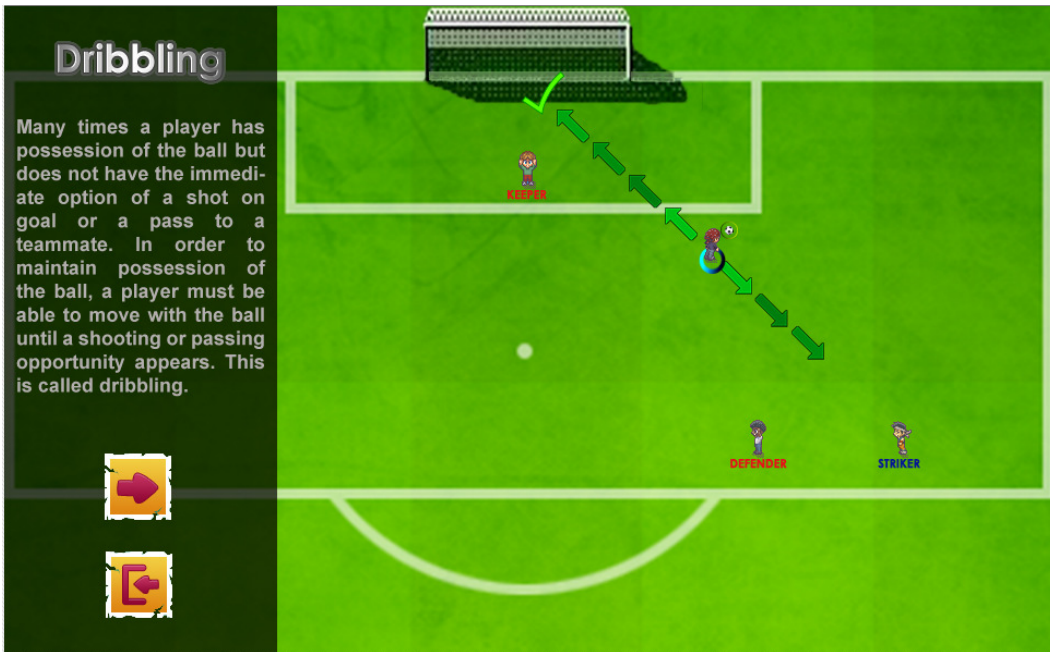 Dribbling
Many times a player has
possession of the ball but
does not have the immedi-
ate option of a shot on
goal or a pass to a
teammate. In order to
maintain possession of
the ball, a player must be
able to move with the ball
until a shooting or passing
opportunity appears. This
is called dribbling.
KEEPER
DEFENDER
STRIKER